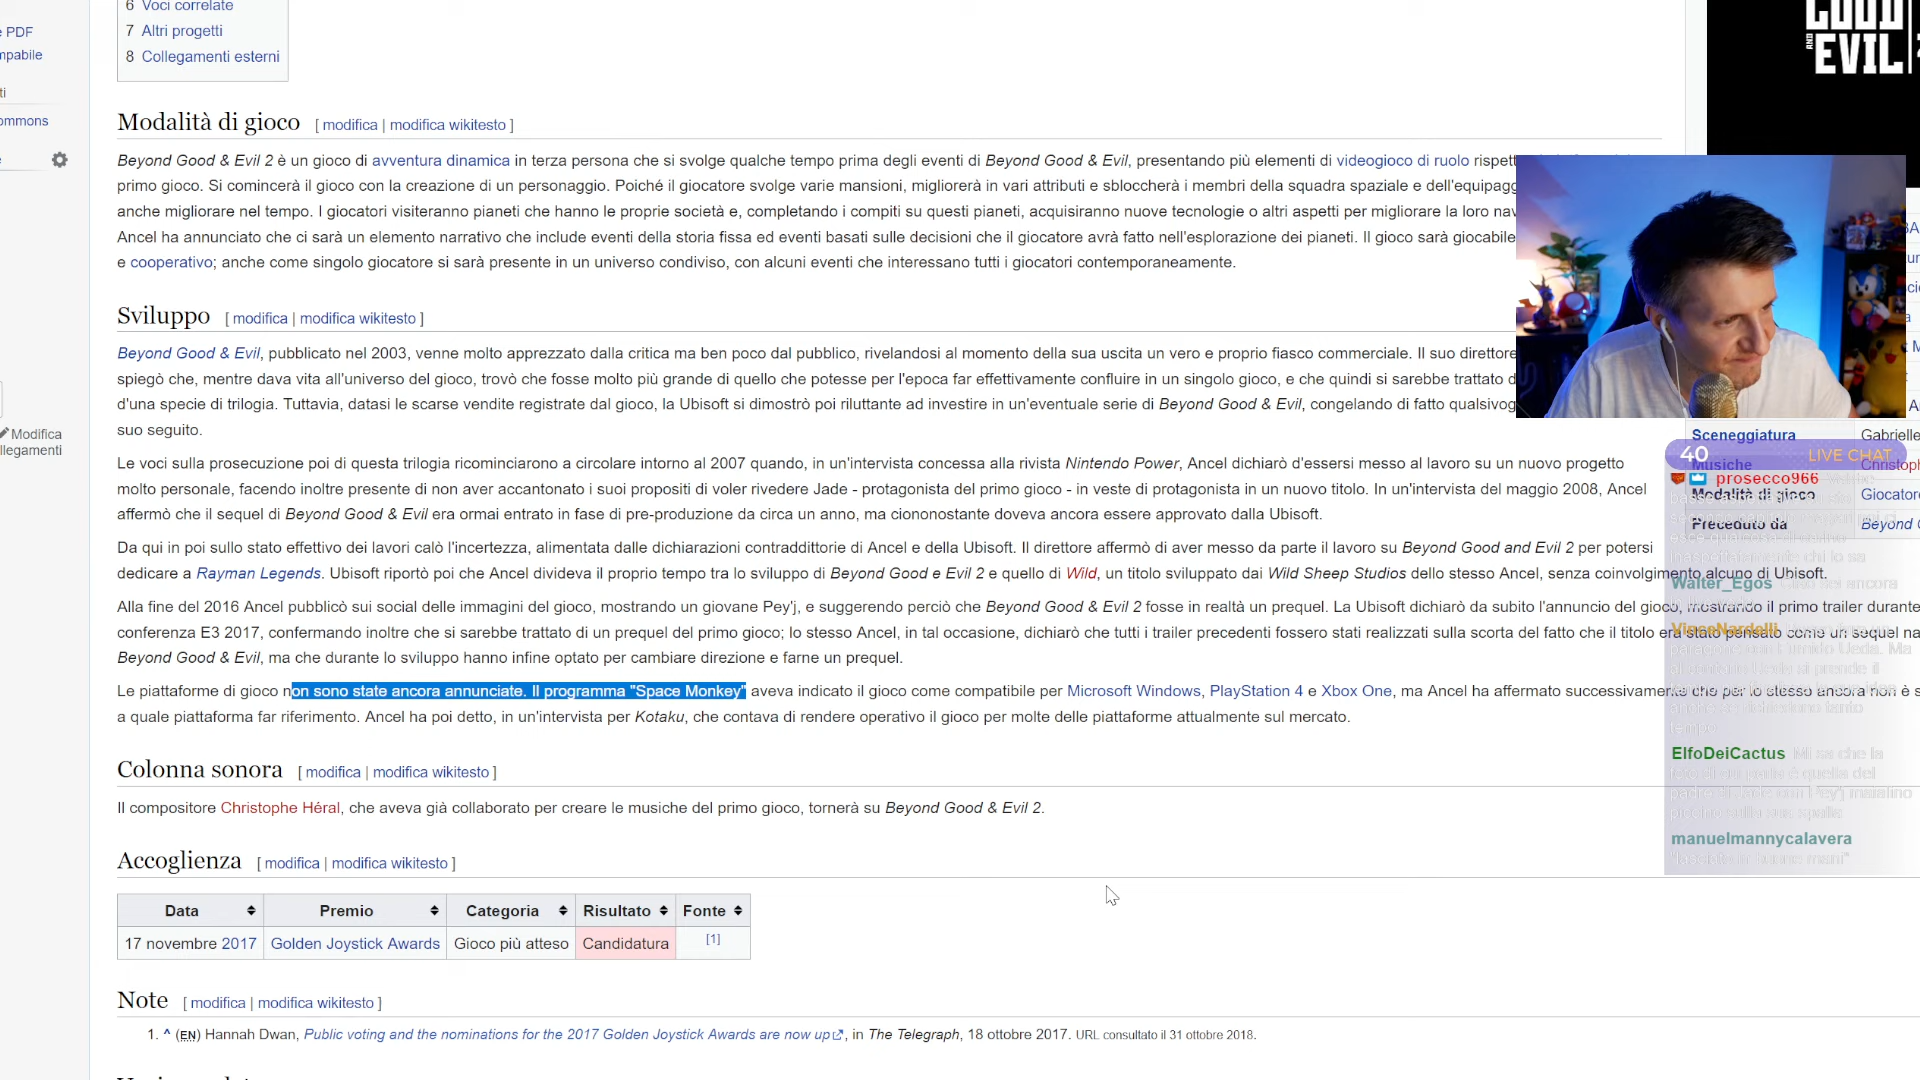 6 Voci correlate
7 Altri progetti
8 Collegamenti esterni
e PDF
mpabile
ti
ommons
e
Modifica
llegamenti
GOOD
AND
EVIL
Modalità di gioco [ modifica | modifica wikitesto ]
Beyond Good & Evil 2 è un gioco di avventura dinamica in terza persona che si svolge qualche tempo prima degli eventi di Beyond Good & Evil, presentando più elementi di videogioco di ruolo rispett
primo gioco. Si comincerà il gioco con la creazione di un personaggio. Poiché il giocatore svolge varie mansioni, migliorerà in vari attributi e sbloccherà i membri della squadra spaziale e dell'equipagg
anche migliorare nel tempo. I giocatori visiteranno pianeti che hanno le proprie società e, completando i compiti su questi pianeti, acquisiranno nuove tecnologie o altri aspetti per migliorare la loro nav
Ancel ha annunciato che ci sarà un elemento narrativo che include eventi della storia fissa ed eventi basati sulle decisioni che il giocatore avrà fatto nell'esplorazione dei pianeti. Il gioco sarà giocabile
e cooperativo; anche come singolo giocatore si sarà presente in un universo condiviso, con alcuni eventi che interessano tutti i giocatori contemporaneamente.
Sviluppo [ modifica | modifica wikitesto ]
Beyond Good & Evil, pubblicato nel 2003, venne molto apprezzato dalla critica ma ben poco dal pubblico, rivelandosi al momento della sua uscita un vero e proprio fiasco commerciale. Il suo direttore
spiegò che, mentre dava vita all'universo del gioco, trovò che fosse molto più grande di quello che potesse per l'epoca far effettivamente confluire in un singolo gioco, e che quindi si sarebbe trattato d
d'una specie di trilogia. Tuttavia, datasi le scarse vendite registrate dal gioco, la Ubisoft si dimostrò poi riluttante ad investire in un'eventuale serie di Beyond Good & Evil, congelando di fatto qualsivog
suo seguito.
Le voci sulla prosecuzione poi di questa trilogia ricominciarono a circolare intorno al 2007 quando, in un'intervista concessa alla rivista Nintendo Power, Ancel dichiarò d'essersi messo al lavoro su un nuovo progetto
molto personale, facendo inoltre presente di non aver accantonato i suoi propositi di voler rivedere Jade - protagonista del primo gioco - in veste di protagonista in un nuovo titolo. In un'intervista del maggio 2008, Ancel
affermò che il sequel di Beyond Good & Evil era ormai entrato in fase di pre-produzione da circa un anno, ma ciononostante doveva ancora essere approvato dalla Ubisoft.
Da qui in poi sullo stato effettivo dei lavori calò l'incertezza, alimentata dalle dichiarazioni contraddittorie di Ancel e della Ubisoft. Il direttore affermò di aver messo da parte il lavoro su Beyond Good and Evil 2 per potersi
dedicare a Rayman Legends. Ubisoft riportò poi che Ancel divideva il proprio tempo tra lo sviluppo di Beyond Good e Evil 2 e quello di Wild, un titolo sviluppato dai Wild Sheep Studios dello stesso Ancel, senza coinvolgimento alcuno di Ubisoft.
Alla fine del 2016 Ancel pubblicò sui social delle immagini del gioco, mostrando un giovane Pey'j, e suggerendo perciò che Beyond Good & Evil 2 fosse in realtà un prequel. La Ubisoft dichiarò da subito l'annuncio del gioco, mostrando il primo trailer durante
conferenza E3 2017, confermando inoltre che si sarebbe trattato di un prequel del primo gioco; lo stesso Ancel, in tal occasione, dichiarò che tutti i trailer precedenti fossero stati realizzati sulla scorta del fatto che il titolo era stato pensato come un sequel na
Beyond Good & Evil, ma che durante lo sviluppo hanno infine optato per cambiare direzione e farne un prequel.
Le piattaforme di gioco non sono state ancora annunciate. Il programma "Space Monkey" aveva indicato il gioco come compatibile per Microsoft Windows, PlayStation 4 e Xbox One, ma Ancel ha affermato successivamente che per lo stesso ancora non è s
a quale piattaforma far riferimento. Ancel ha poi detto, in un'intervista per Kotaku, che contava di rendere operativo il gioco per molte delle piattaforme attualmente sul mercato.
Colonna sonora [ modifica | modifica wikitesto ]
Il compositore Christophe Héral, che aveva già collaborato per creare le musiche del primo gioco, tornerà su Beyond Good & Evil 2.
Accoglienza [ modifica | modifica wikitesto ]
Data Premio Categoria Risultato Fonte
17 novembre 2017 Golden Joystick Awards Gioco più atteso Candidatura [1]
Note [ modifica | modifica wikitesto ]
1. ^ (EN) Hannah Dwan, Public voting and the nominations for the 2017 Golden Joystick Awards are now up, in The Telegraph, 18 ottobre 2017. URL consultato il 31 ottobre 2018.
Sceneggiatura Gabrielle
40 LIVE CHAT
Musiche Christoph
prosecco966
Modalità di gioco Giocatore
Preceduto da Beyond G
Walter_Egos
VinceNardelli
ElfoDeiCactus Mi sa che la
manuelmannycalavera
"lasciato in buone mani"